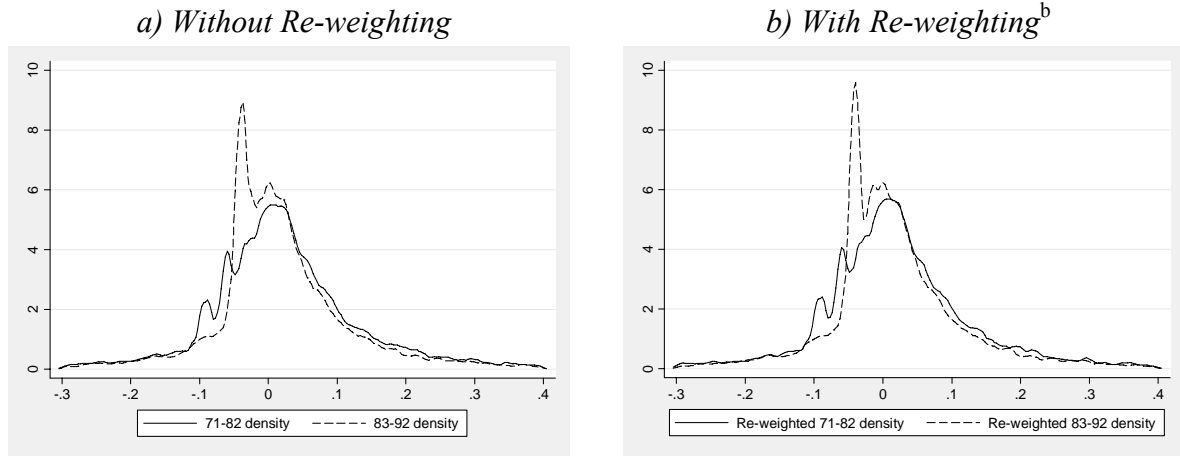 a) Without Re-weighting
10
8
6
4
2
0
-.3 -.2 -.1 0 .1 .2 .3 .4
71-82 density 83-92 density
b) With Re-weighting^b
10
8
6
4
2
0
-.3 -.2 -.1 0 .1 .2 .3 .4
Re-weighted 71-82 density Re-weighted 83-92 density